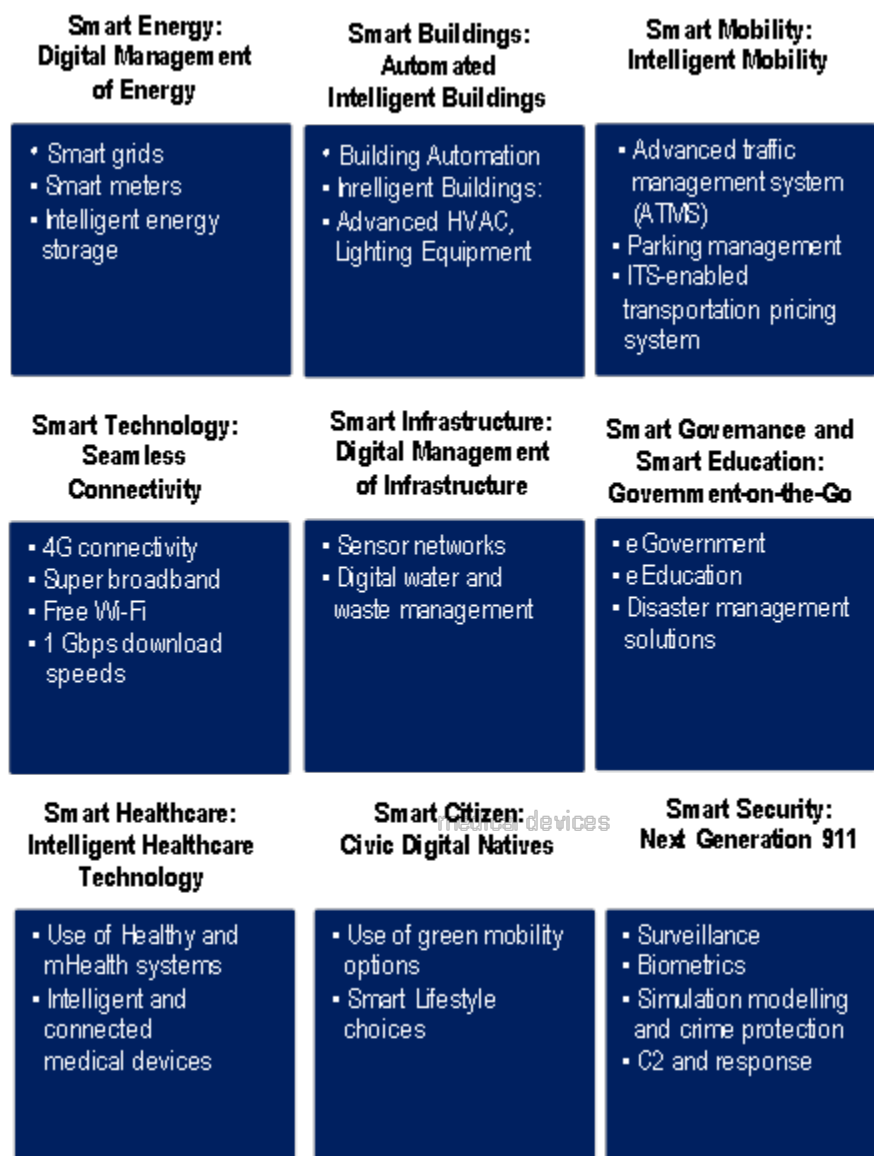 Smart Energy:
Digital Management
of Energy
• Smart grids
▪ Smart meters
▪ Intelligent energy
storage
Smart Buildings:
Automated
Intelligent Buildings
• Building Automation
▪ Inrelligent Buildings:
▪ Advanced HVAC,
Lighting Equipment
Smart Mobility:
Intelligent Mobility
▪ Advanced traffic
management system
(ATMS)
▪ Parking management
▪ ITS-enabled
transportation pricing
system
Smart Technology:
Seamless
Connectivity
▪ 4G connectivity
▪ Super broadband
▪ Free Wi-Fi
▪ 1 Gbps download
speeds
Smart Infrastructure:
Digital Management
of Infrastructure
▪ Sensor networks
▪ Digital water and
waste management
Smart Governance and
Smart Education:
Government-on-the-Go
▪ eGovernment
▪ eEducation
▪ Disaster management
solutions
Smart Healthcare:
Intelligent Healthcare
Technology
▪ Use of Healthy and
mHealth systems
▪ Intelligent and
connected
medical devices
Smart Citizen:
medical devices
Civic Digital Natives
▪ Use of green mobility
options
▪ Smart Lifestyle
choices
Smart Security:
Next Generation 911
▪ Surveillance
▪ Biometrics
▪ Simulation modelling
and crime protection
▪ C2 and response